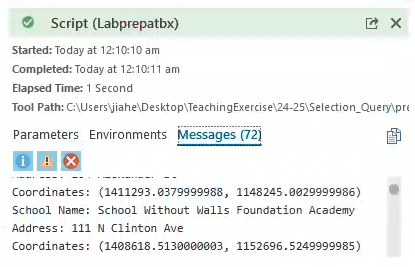 Script (Labprepatbx)
Started: Today at 12:10:10 am
Completed: Today at 12:10:11 am
Elapsed Time: 1 Second
Tool Path: C:\Users\jiahe\Desktop\TeachingExercise\24-25\Selection_Query\pre
Parameters Environments Messages (72)
Coordinates: (1411293.0379999988, 1148245.0029999986)
School Name: School Without Walls Foundation Academy
Address: 111 N Clinton Ave
Coordinates: (1408618.5130000003, 1152696.5249999985)